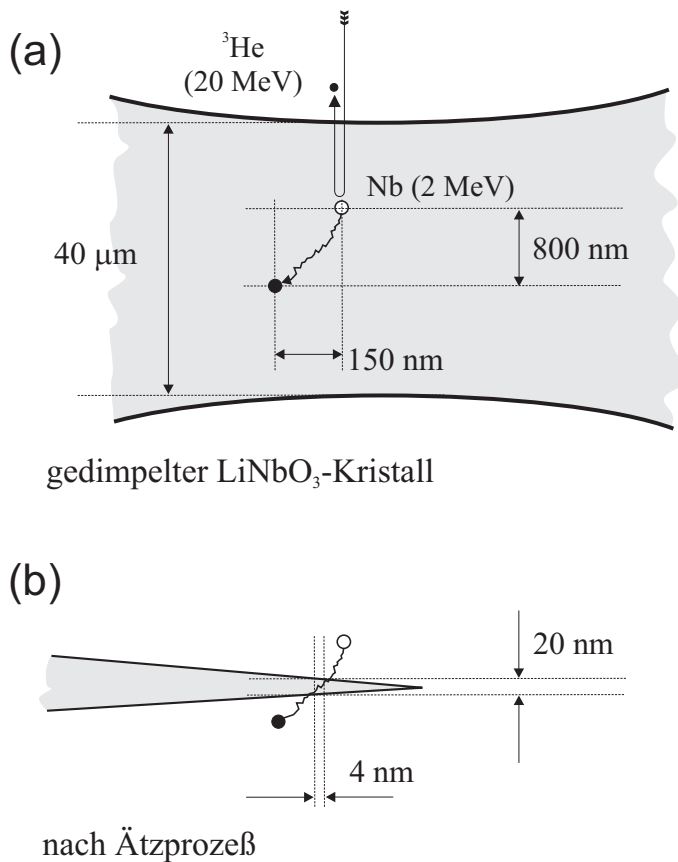 (a)
³He
(20 MeV)
Nb (2 MeV)
40 μm
800 nm
150 nm
gedimpelter LiNbO₃-Kristall
(b)
20 nm
4 nm
nach Ätzprozeß